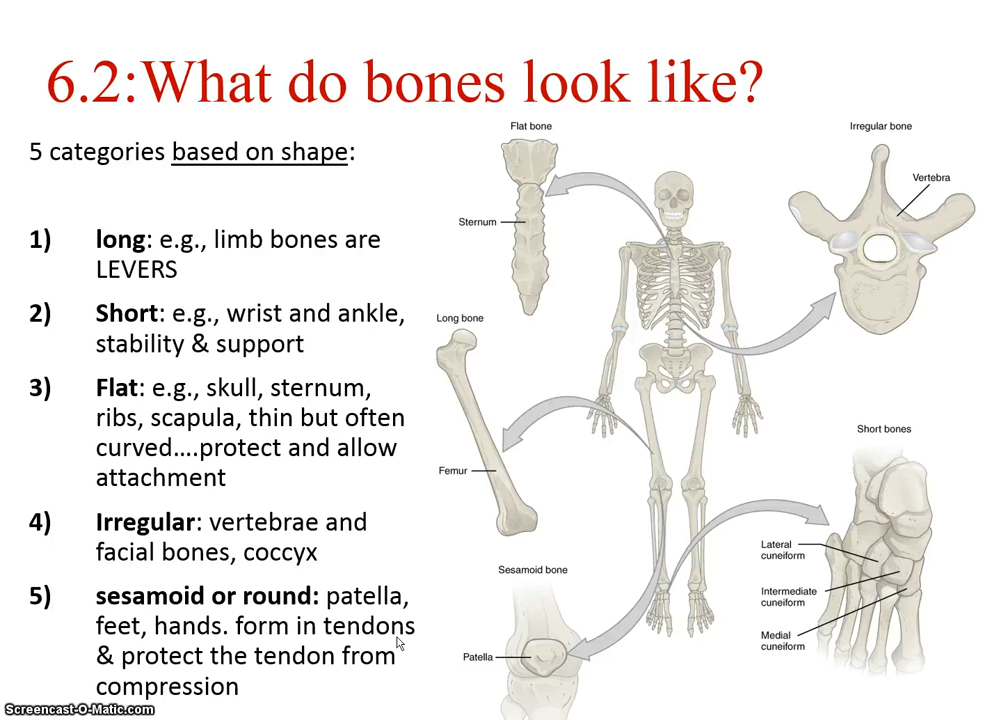 6.2:What do bones look like?
5 categories based on shape:
1) long: e.g., limb bones are
LEVERS
2) Short: e.g., wrist and ankle,
stability & support
3) Flat: e.g., skull, sternum,
ribs, scapula, thin but often
curved....protect and allow
attachment
4) Irregular: vertebrae and
facial bones, coccyx
5) sesamoid or round: patella,
feet, hands. form in tendons
& protect the tendon from
compression
Flat bone
Sternum
Irregular bone
Vertebra
Long bone
Femur
Short bones
Lateral
cuneiform
Intermediate
cuneiform
Medial
cuneiform
Sesamoid bone
Patella
Screencast-O-Matic.com